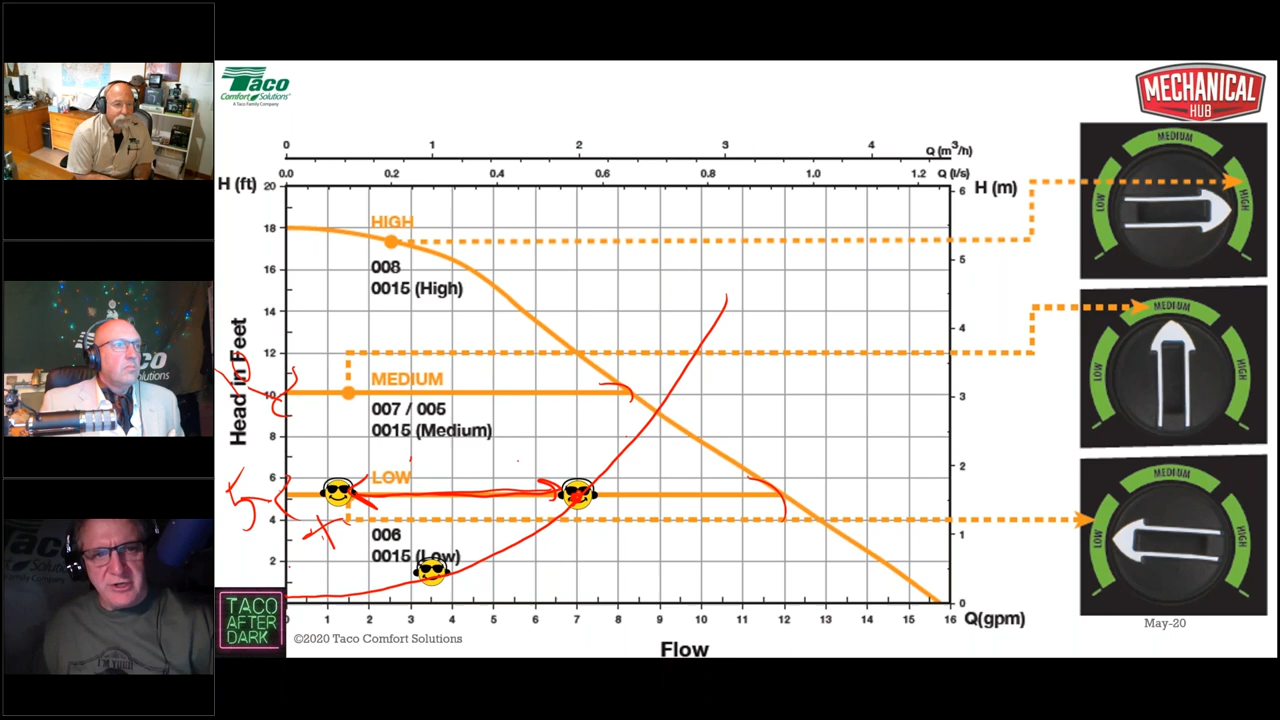 Taco
Comfort Solutions
A Taco Family Company
MECHANICAL
HUB
0 1 2 3 4 3
Q (m³/h)
0.0 0.2 0.4 0.6 0.8 1.0 1.2
Q (l/s)
H (ft)
H (m)
20
18
16
14
12
10
8
6
4
2
6
5
4
3
2
1
0
HIGH
008
0015 (High)
MEDIUM
007 / 005
0015 (Medium)
LOW
006
0015 (Low)
Head in Feet
5
0 1 2 3 4 5 6 7 8 9 10 11 12 13 14 15 16
Q(gpm)
©2020 Taco Comfort Solutions
Flow
LOW
MEDIUM
HIGH
LOW
MEDIUM
HIGH
LOW
MEDIUM
HIGH
May-20
Taco
Solutions
Taco
TACO
AFTER
DARK